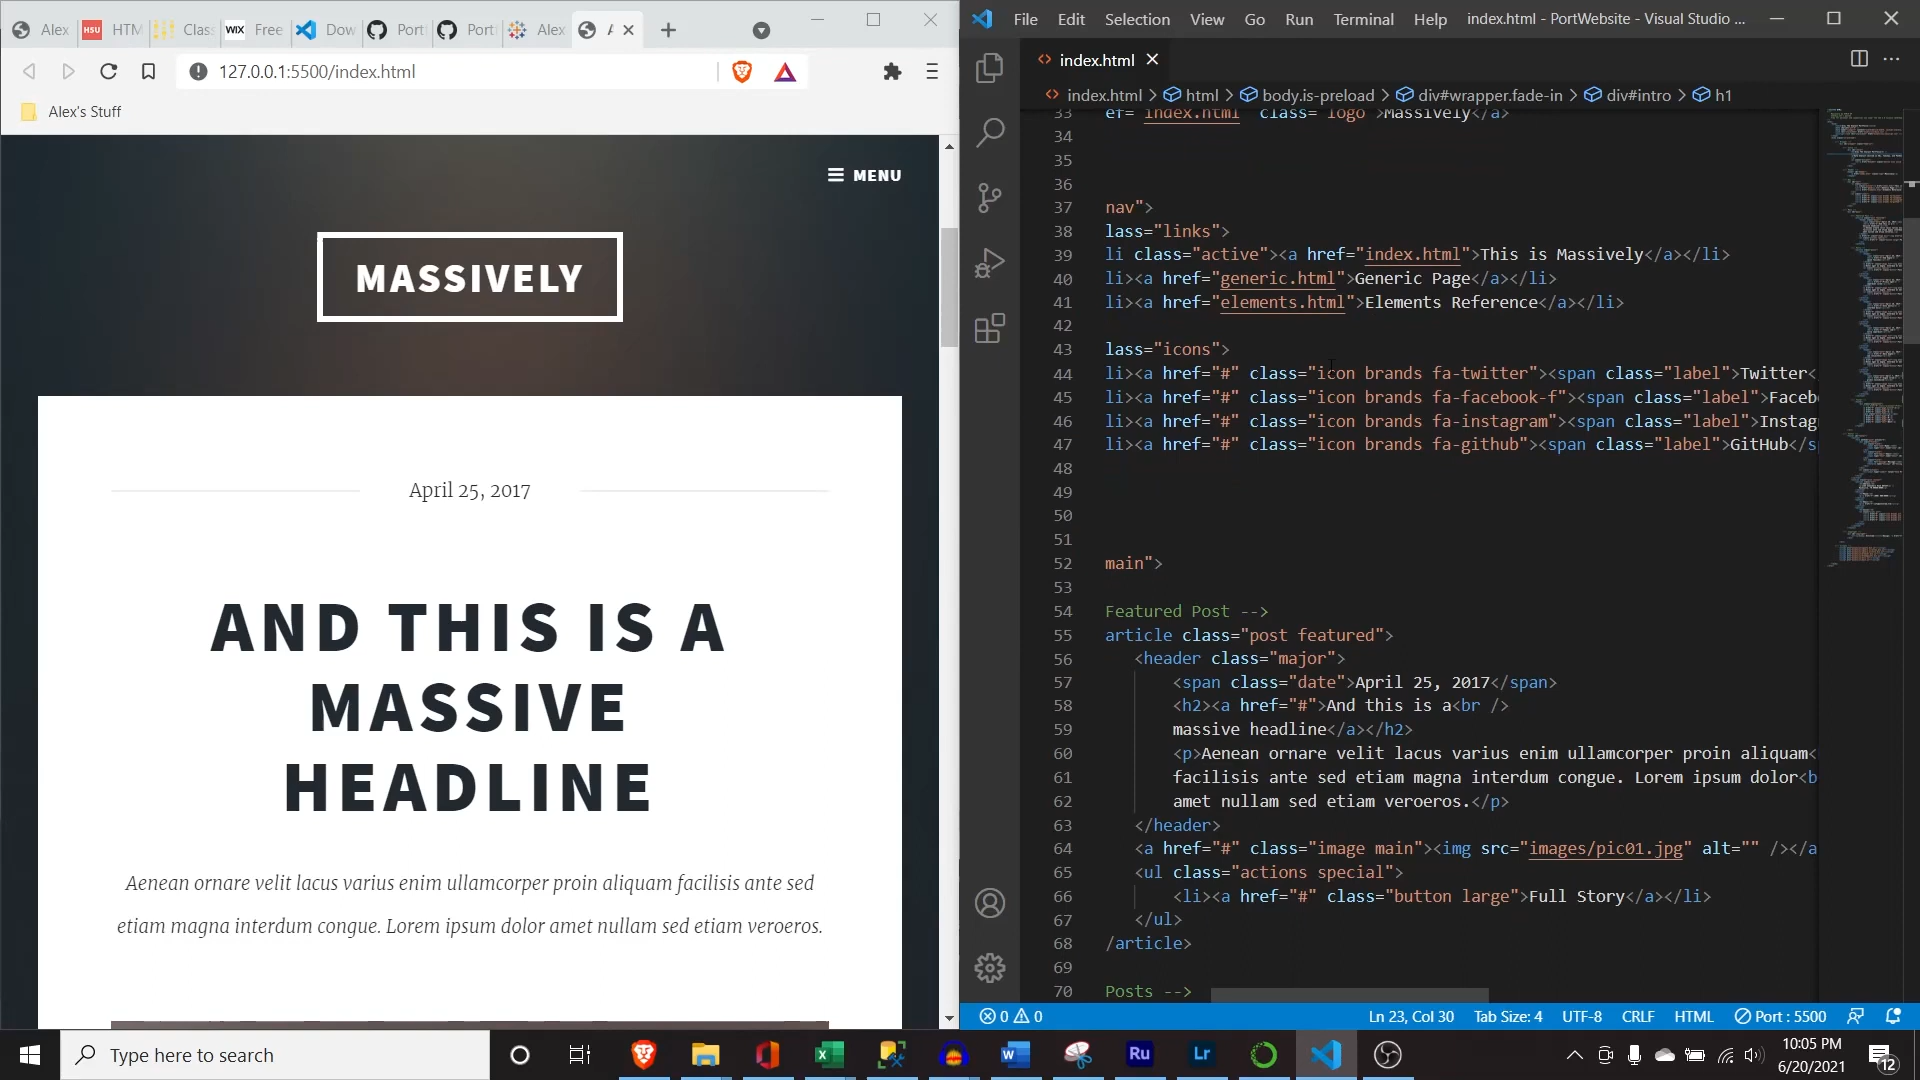 Alex
HSU HTM
Clas
WIX Free
Dow
Port
Port
Alex
127.0.0.1:5500/index.html
Alex's Stuff
MENU
MASSIVELY
April 25, 2017
AND THIS IS A
MASSIVE
HEADLINE
Aenean ornare velit lacus varius enim ullamcorper proin aliquam facilisis ante sed
etiam magna interdum congue. Lorem ipsum dolor amet nullam sed etiam veroeros.
File Edit Selection View Go Run Terminal Help index.html - PortWebsite - Visual Studio ...
index.html
index.html > html > body.is-preload > div#wrapper.fade-in > div#intro > h1
33 ef="index.html" class="logo">Massively</a>
34
35
36
37 nav">
38 lass="links">
39 li class="active"><a href="index.html">This is Massively</a></li>
40 li><a href="generic.html">Generic Page</a></li>
41 li><a href="elements.html">Elements Reference</a></li>
42
43 lass="icons">
44 li><a href="#" class="icon brands fa-twitter"><span class="label">Twitter<
45 li><a href="#" class="icon brands fa-facebook-f"><span class="label">Faceb
46 li><a href="#" class="icon brands fa-instagram"><span class="label">Instag
47 li><a href="#" class="icon brands fa-github"><span class="label">GitHub</s
48
49
50
51
52 main">
53
54 Featured Post -->
55 article class="post featured">
56 <header class="major">
57 <span class="date">April 25, 2017</span>
58 <h2><a href="#">And this is a<br />
59 massive headline</a></h2>
60 <p>Aenean ornare velit lacus varius enim ullamcorper proin aliquam<
61 facilisis ante sed etiam magna interdum congue. Lorem ipsum dolor<b
62 amet nullam sed etiam veroeros.</p>
63 </header>
64 <a href="#" class="image main"><img src="images/pic01.jpg" alt="" /></a
65 <ul class="actions special">
66 <li><a href="#" class="button large">Full Story</a></li>
67 </ul>
68 /article>
69
70 Posts -->
0 0 Ln 23, Col 30 Tab Size: 4 UTF-8 CRLF HTML Port : 5500
Type here to search
Ru
Lr
10:05 PM
6/20/2021
12